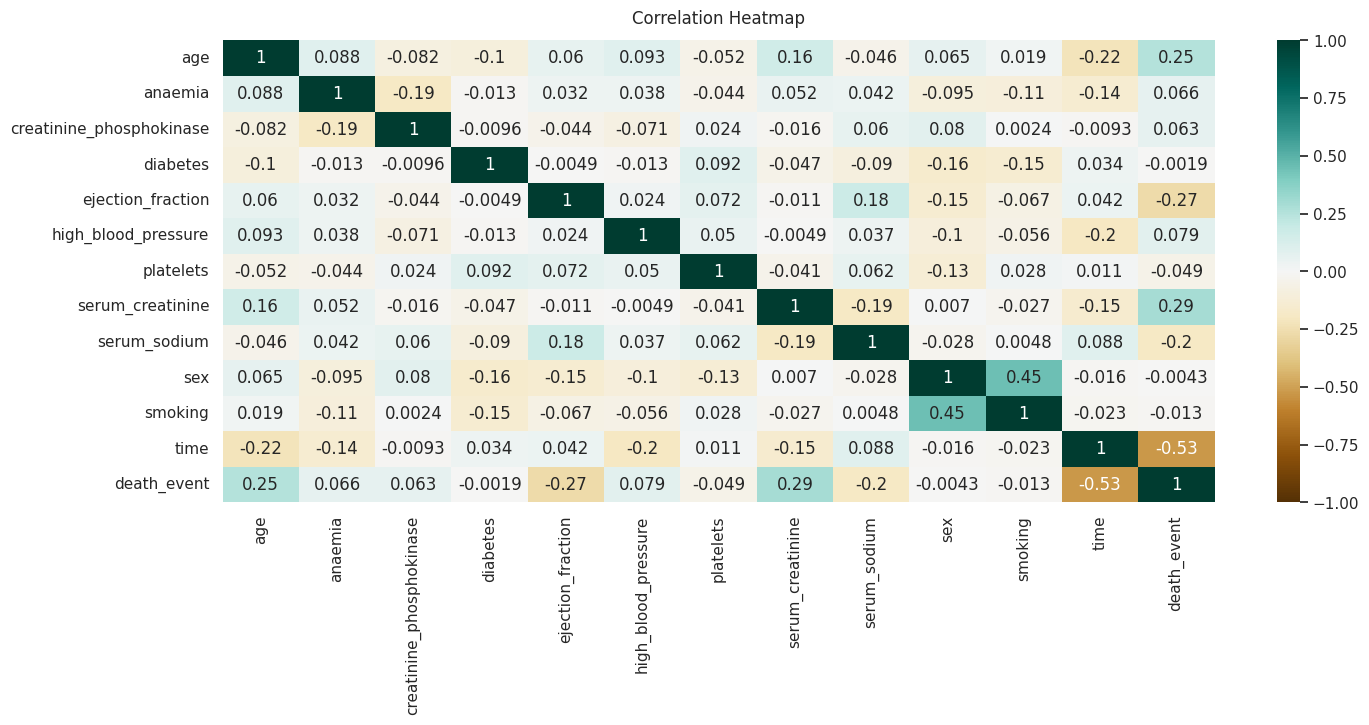 Correlation Heatmap
age 1 0.088 -0.082 -0.1 0.06 0.093 -0.052 0.16 -0.046 0.065 0.019 -0.22 0.25
anaemia 0.088 1 -0.19 -0.013 0.032 0.038 -0.044 0.052 0.042 -0.095 -0.11 -0.14 0.066
creatinine_phosphokinase -0.082 -0.19 1 -0.0096 -0.044 -0.071 0.024 -0.016 0.06 0.08 0.0024 -0.0093 0.063
diabetes -0.1 -0.013 -0.0096 1 -0.0049 -0.013 0.092 -0.047 -0.09 -0.16 -0.15 0.034 -0.0019
ejection_fraction 0.06 0.032 -0.044 -0.0049 1 0.024 0.072 -0.011 0.18 -0.15 -0.067 0.042 -0.27
high_blood_pressure 0.093 0.038 -0.071 -0.013 0.024 1 0.05 -0.0049 0.037 -0.1 -0.056 -0.2 0.079
platelets -0.052 -0.044 0.024 0.092 0.072 0.05 1 -0.041 0.062 -0.13 0.028 0.011 -0.049
serum_creatinine 0.16 0.052 -0.016 -0.047 -0.011 -0.0049 -0.041 1 -0.19 0.007 -0.027 -0.15 0.29
serum_sodium -0.046 0.042 0.06 -0.09 0.18 0.037 0.062 -0.19 1 -0.028 0.0048 0.088 -0.2
sex 0.065 -0.095 0.08 -0.16 -0.15 -0.1 -0.13 0.007 -0.028 1 0.45 -0.016 -0.0043
smoking 0.019 -0.11 0.0024 -0.15 -0.067 -0.056 0.028 -0.027 0.0048 0.45 1 -0.023 -0.013
time -0.22 -0.14 -0.0093 0.034 0.042 -0.2 0.011 -0.15 0.088 -0.016 -0.023 1 -0.53
death_event 0.25 0.066 0.063 -0.0019 -0.27 0.079 -0.049 0.29 -0.2 -0.0043 -0.013 -0.53 1
age
anaemia
creatinine_phosphokinase
diabetes
ejection_fraction
high_blood_pressure
platelets
serum_creatinine
serum_sodium
sex
smoking
time
death_event
1.00
0.75
0.50
0.25
0.00
−0.25
−0.50
−0.75
−1.00